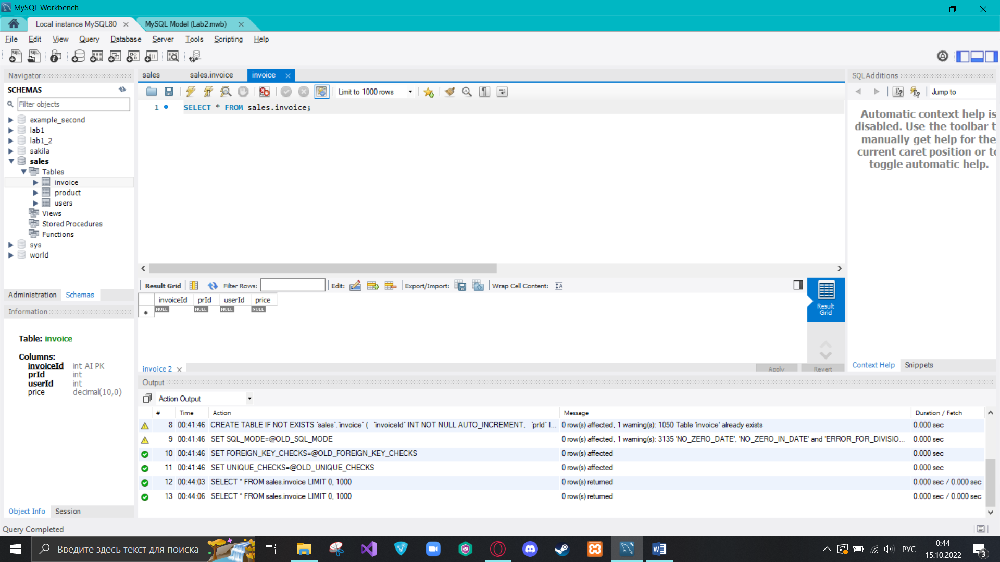 MySQL Workbench
Local instance MySQL80
MySQL Model (Lab2.mwb)
File Edit View Query Database Server Tools Scripting Help
Navigator
SCHEMAS
Filter objects
example_second
lab1
lab1_2
sakila
sales
Tables
invoice
product
users
Views
Stored Procedures
Functions
sys
world
Administration Schemas
Information
Table: invoice
Columns:
invoiceId int AI PK
prId int
userId int
price decimal(10,0)
Object Info Session
sales sales.invoice invoice
Limit to 1000 rows
1 SELECT * FROM sales.invoice;
Result Grid Filter Rows: Edit: Export/Import: Wrap Cell Content:
invoiceId prId userId price
NULL NULL NULL NULL
Result
Grid
invoice 2
Apply Revert
SQLAdditions
Jump to
Automatic context help is
disabled. Use the toolbar t
manually get help for the
current caret position or to
toggle automatic help.
Context Help Snippets
Output
Action Output
# Time Action Message Duration / Fetch
8 00:41:46 CREATE TABLE IF NOT EXISTS `sales`.`invoice` ( `invoiceId` INT NOT NULL AUTO_INCREMENT, `prId` I... 0 row(s) affected, 1 warning(s): 1050 Table 'invoice' already exists 0.000 sec
9 00:41:46 SET SQL_MODE=@OLD_SQL_MODE 0 row(s) affected, 1 warning(s): 3135 'NO_ZERO_DATE', 'NO_ZERO_IN_DATE' and 'ERROR_FOR_DIVISIO... 0.000 sec
10 00:41:46 SET FOREIGN_KEY_CHECKS=@OLD_FOREIGN_KEY_CHECKS 0 row(s) affected 0.000 sec
11 00:41:46 SET UNIQUE_CHECKS=@OLD_UNIQUE_CHECKS 0 row(s) affected 0.000 sec
12 00:44:03 SELECT * FROM sales.invoice LIMIT 0, 1000 0 row(s) returned 0.000 sec / 0.000 sec
13 00:44:06 SELECT * FROM sales.invoice LIMIT 0, 1000 0 row(s) returned 0.000 sec / 0.000 sec
Query Completed
Введите здесь текст для поиска
РУС
0:44
15.10.2022
3